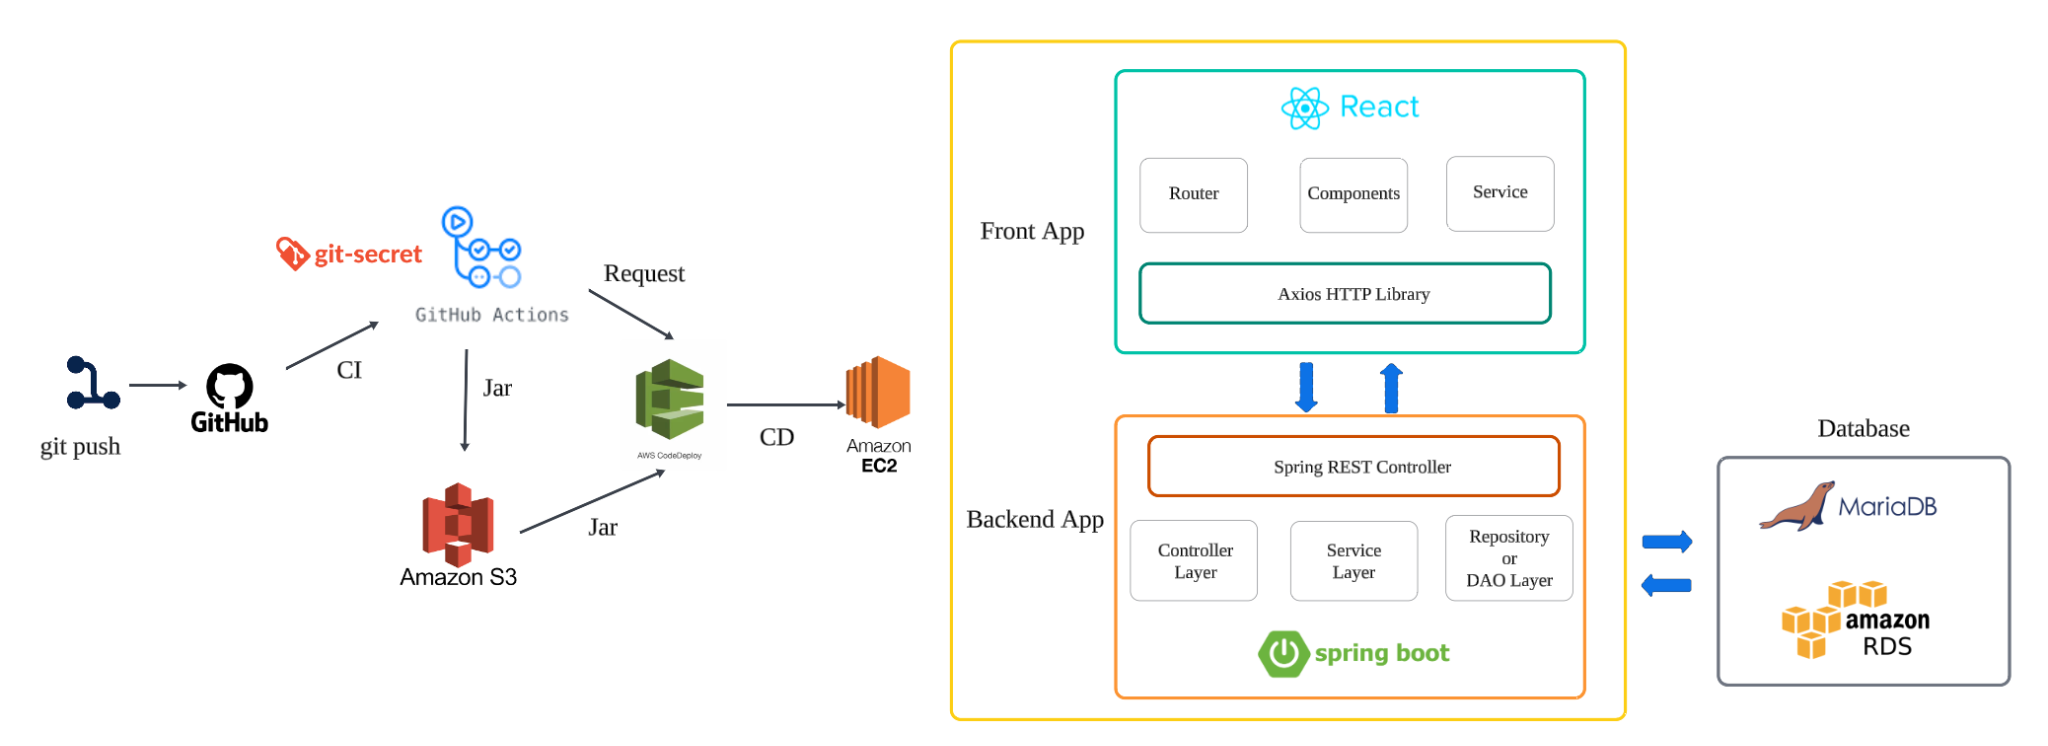 git push
GitHub
CI
git-secret
GitHub Actions
Jar
Amazon S3
Jar
Request
AWS CodeDeploy
CD
Amazon
EC2
Front App
React
Router
Components
Service
Axios HTTP Library
Backend App
Spring REST Controller
Controller
Layer
Service
Layer
Repository
or
DAO Layer
spring boot
Database
MariaDB
amazon
RDS